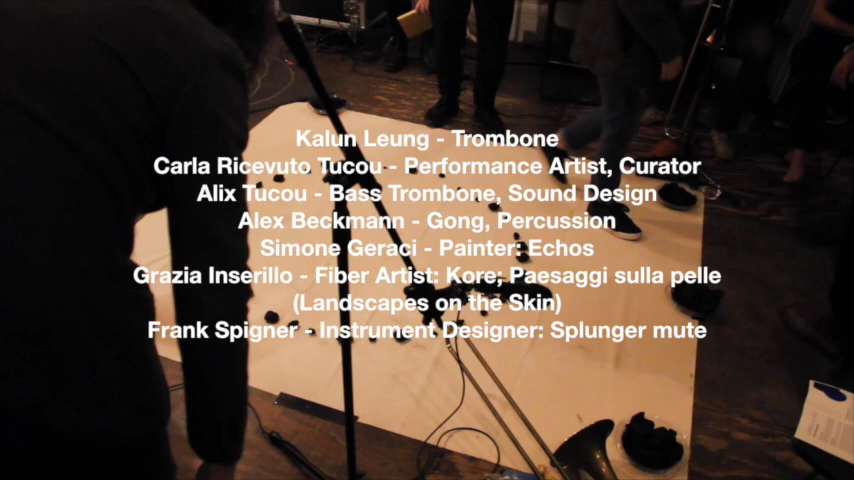 Kalun Leung - Trombone
Carla Ricevuto Tucou - Performance Artist, Curator
Alix Tucou - Bass Trombone, Sound Design
Alex Beckmann - Gong, Percussion
Simone Geraci - Painter: Echos
Grazia Inserillo - Fiber Artist: Kore; Paesaggi sulla pelle
(Landscapes on the Skin)
Frank Spigner - Instrument Designer: Splunger mute